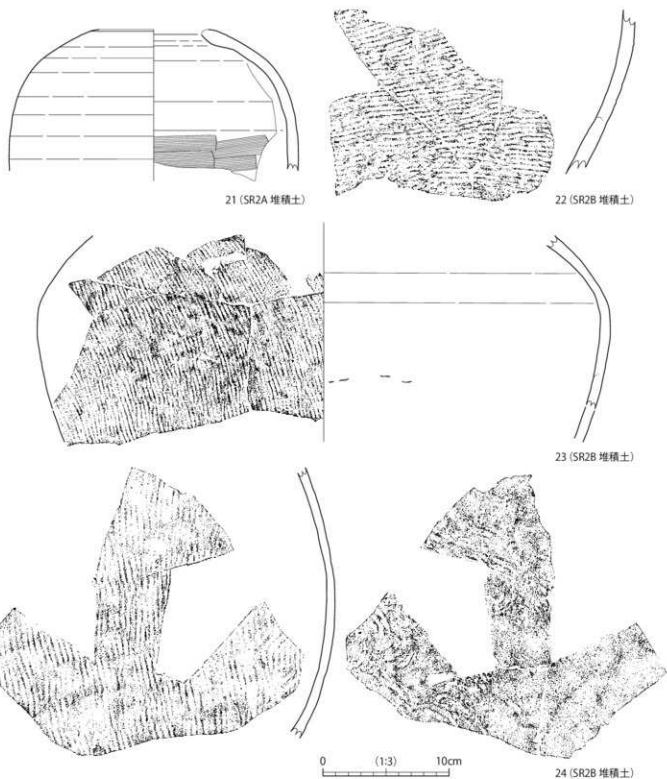 21 (SR2A 堆積土)
22 (SR2B 堆積土)
23 (SR2B 堆積土)
0 (1:3) 10cm
24 (SR2B 堆積土)